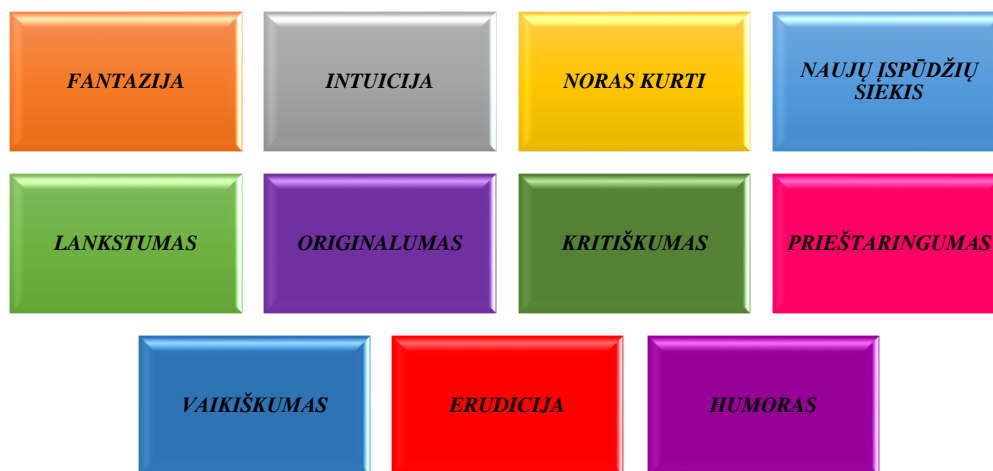 FANTAZIJA
INTUICIJA
NORAS KURTI
NAUJŲ ĮSPŪDŽIŲ
SIEKIS
LANKSTUMAS
ORIGINALUMAS
KRITIŠKUMAS
PRIEŠTARINGUMAS
VAIKIŠKUMAS
ERUDICIJA
HUMORAS